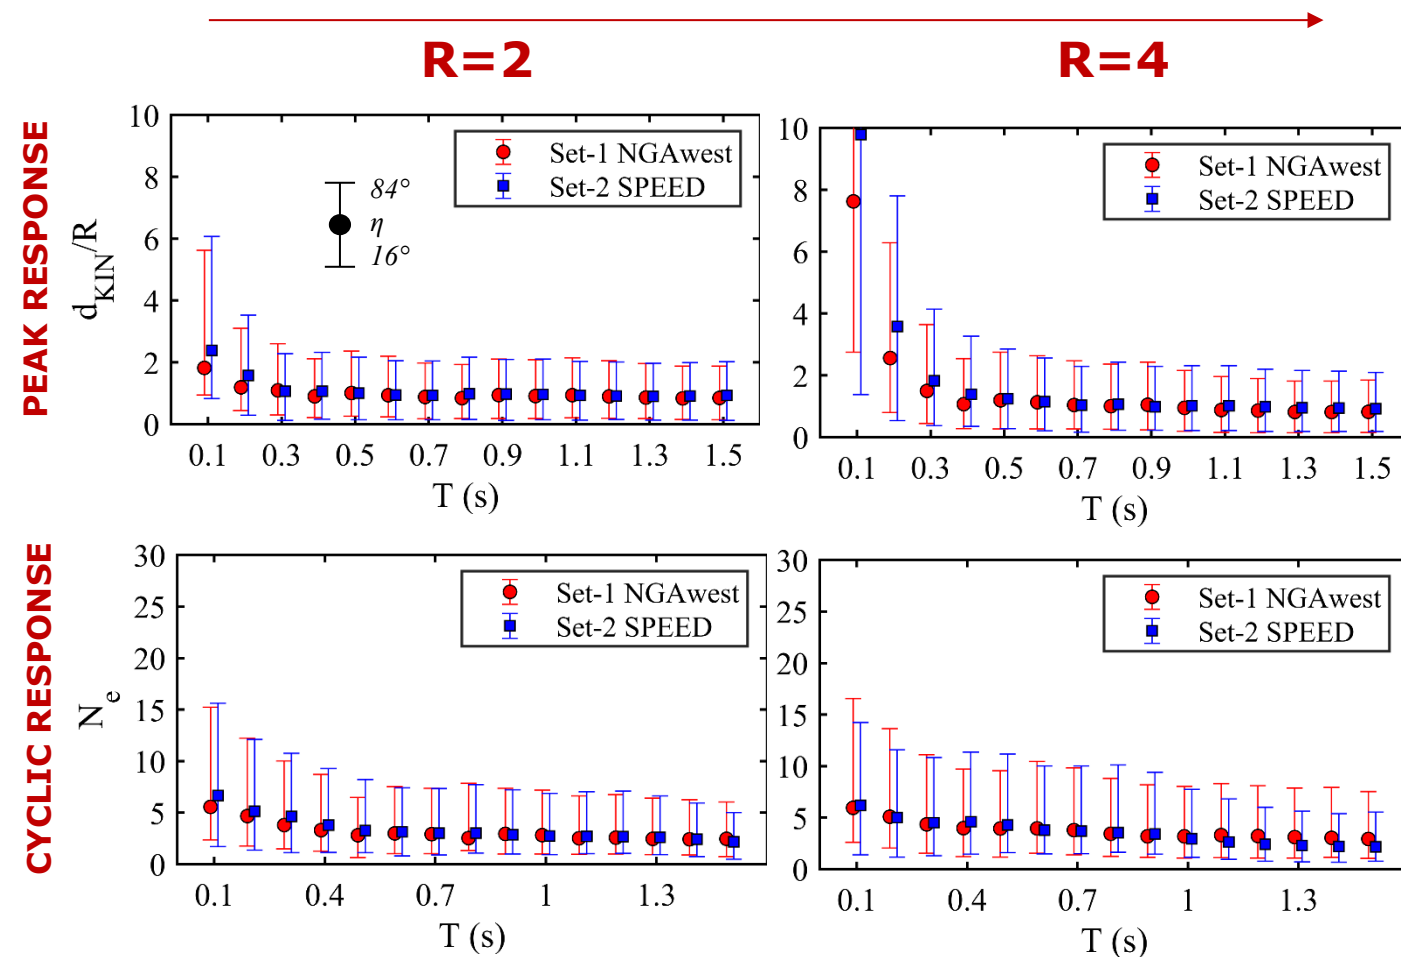 R=2
R=4
PEAK RESPONSE
CYCLIC RESPONSE
10
8
6
4
2
0
d_KIN/R
Set-1 NGAwest
Set-2 SPEED
84°
η
16°
0.1 0.3 0.5 0.7 0.9 1.1 1.3 1.5
T (s)
10
8
6
4
2
0
Set-1 NGAwest
Set-2 SPEED
0.1 0.3 0.5 0.7 0.9 1.1 1.3 1.5
T (s)
30
25
20
15
10
5
0
N_e
Set-1 NGAwest
Set-2 SPEED
0.1 0.4 0.7 1 1.3
T (s)
30
25
20
15
10
5
0
Set-1 NGAwest
Set-2 SPEED
0.1 0.4 0.7 1 1.3
T (s)